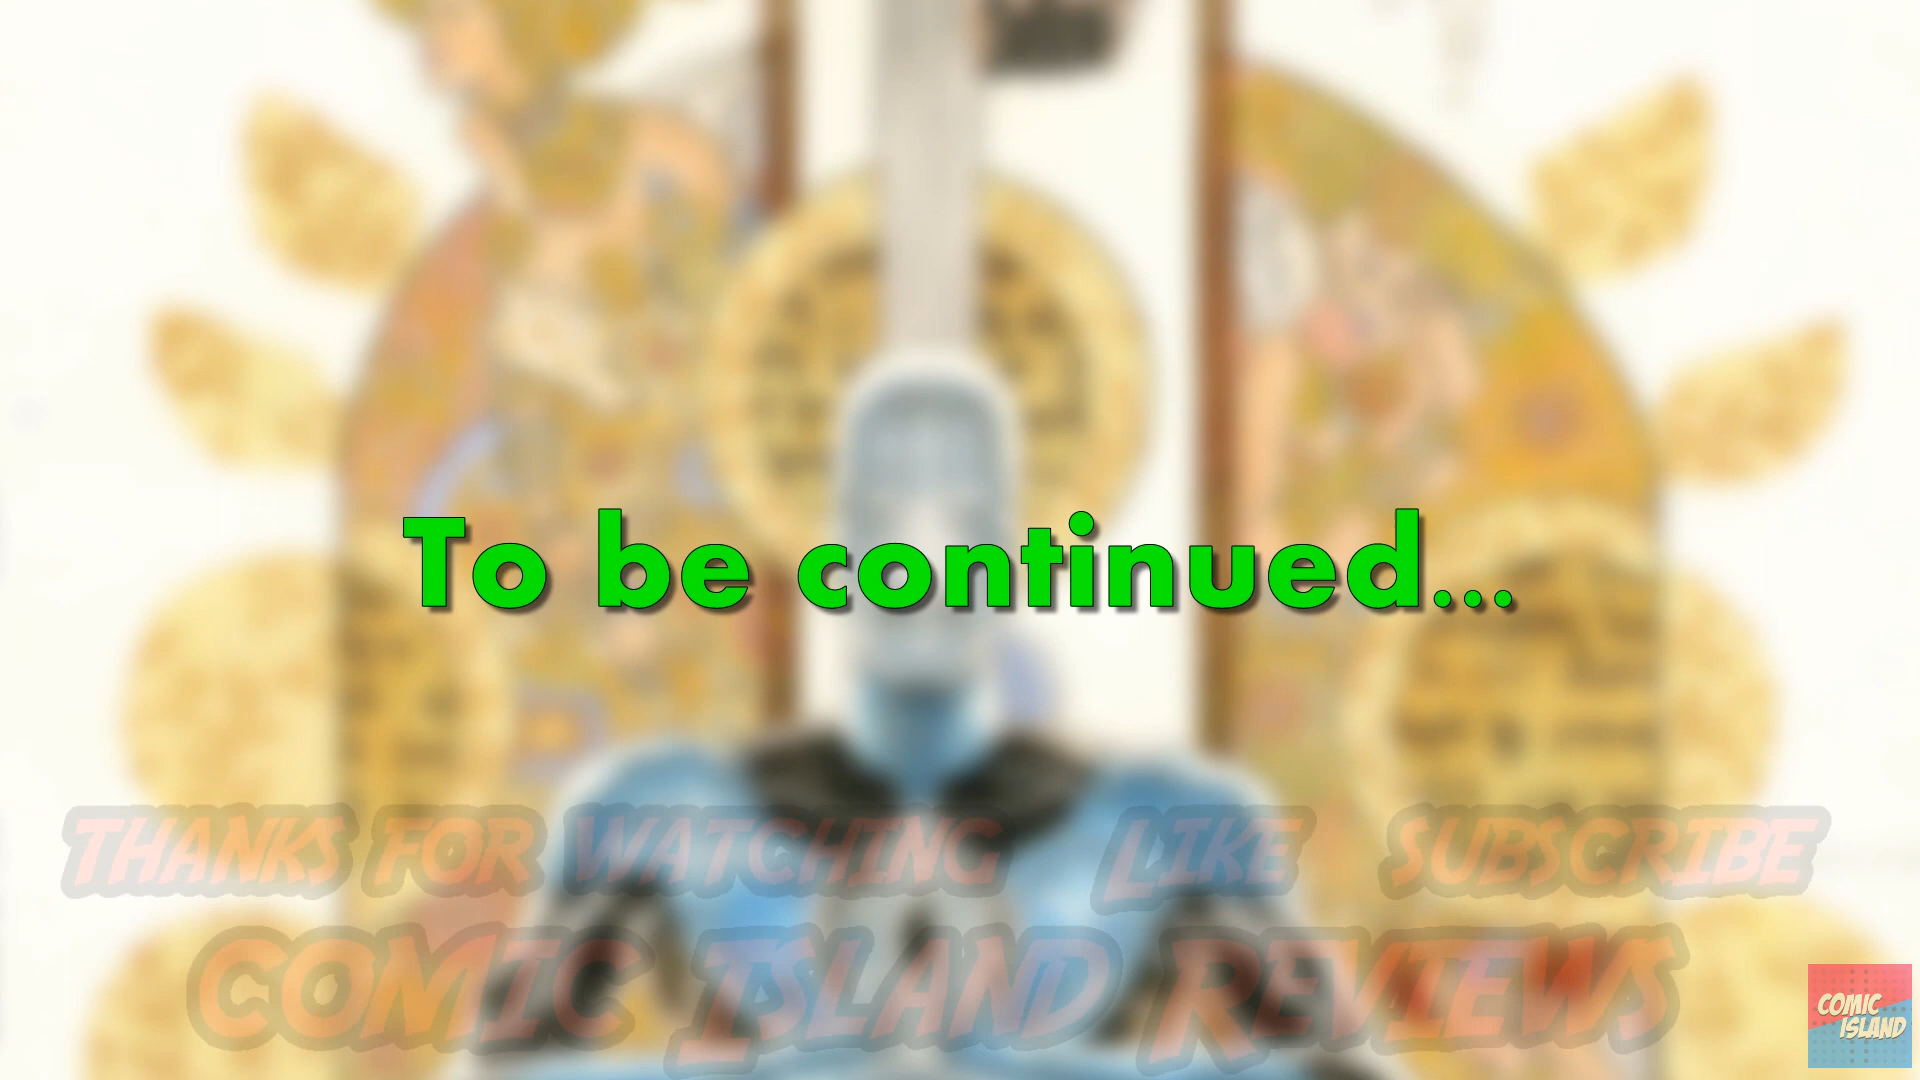 To be continued...
THANKS FOR WATCHING LIKE SUBSCRIBE
COMIC ISLAND REVIEWS
COMIC
ISLAND